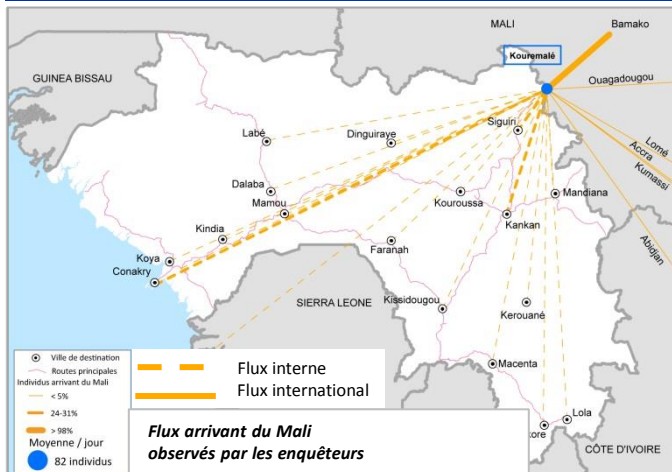 MALI
Bamako
Kouremalé
GUINEA BISSAU
Ouagadougou
Siguiri
Labé
Dinguiraye
Lomé
Accra
Kumassi
Dalaba
Mamou
Kouroussa
Mandiana
Kankan
Kindia
Faranah
Abidjan
Koya
Conakry
SIERRA LEONE
Kissidougou
Kerouané
Macenta
Lola
CÔTE D'IVOIRE
Ville de destination
Routes principales
Individus arrivant du Mali
< 5%
24-31%
> 98%
Moyenne / jour
82 individus
Flux interne
Flux international
Flux arrivant du Mali
observés par les enquêteurs